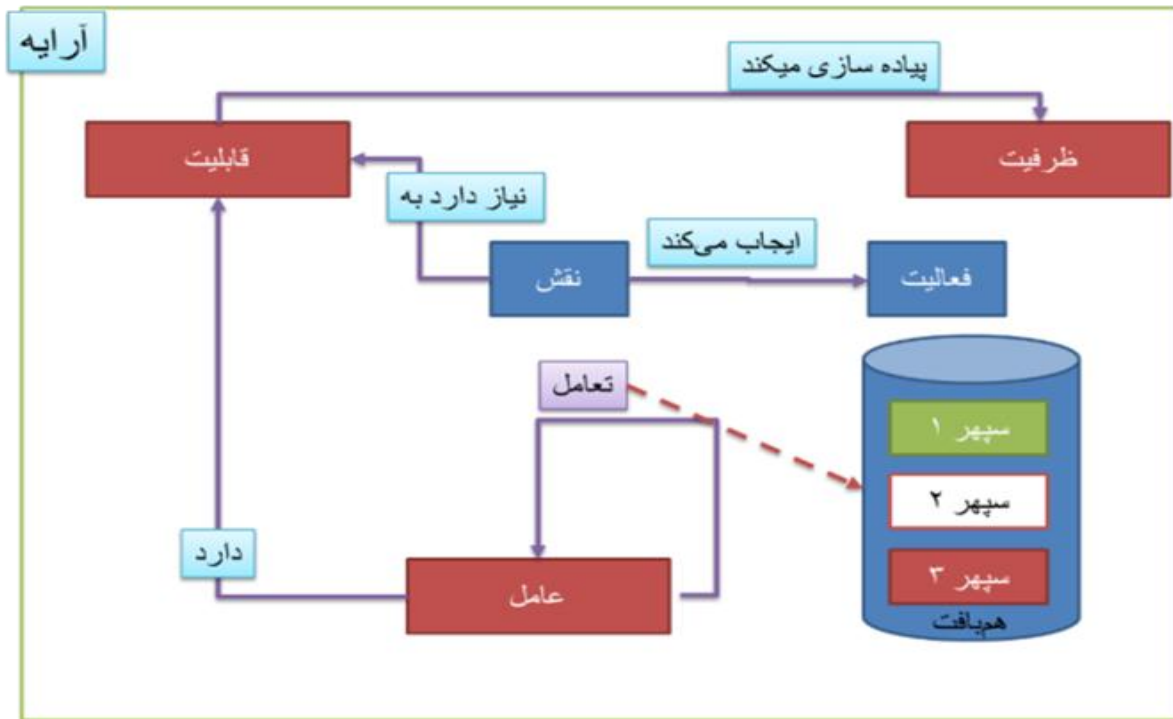 آرایه
پیاده سازی میکند
قابلیت
ظرفیت
نیاز دارد به
ایجاب می‌کند
نقش
فعالیت
تعامل
سپهر ۱
سپهر ۲
دارد
عامل
سپهر ۳
هم‌بافت